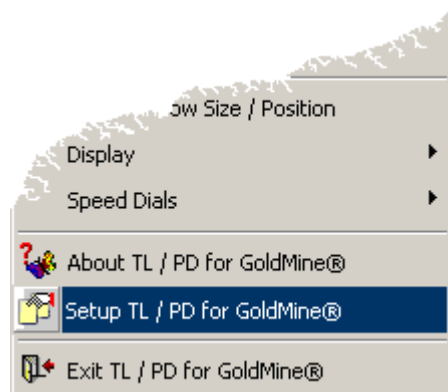 Size / Position
Display
Speed Dials
About TL / PD for GoldMine®
Setup TL / PD for GoldMine®
Exit TL / PD for GoldMine®